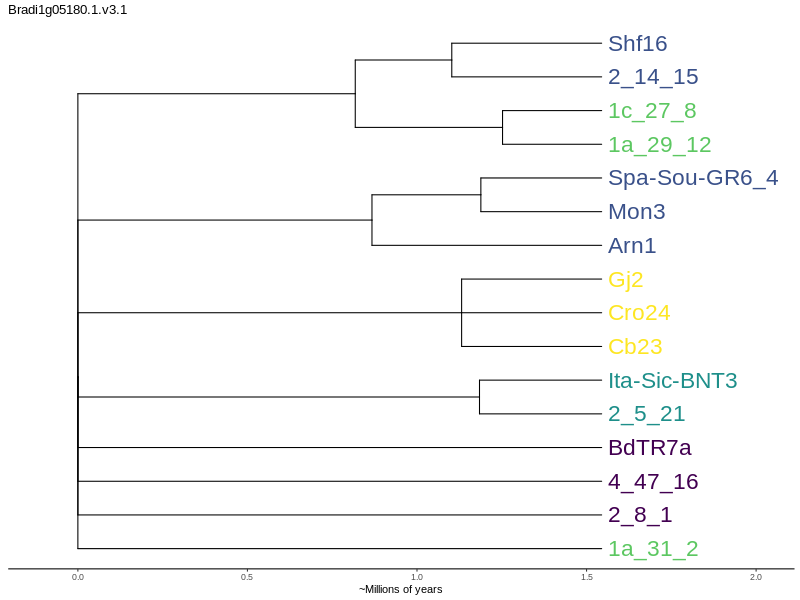 Bradi1g05180.1.v3.1
Shf16
2_14_15
1c_27_8
1a_29_12
Spa-Sou-GR6_4
Mon3
Arn1
Gj2
Cro24
Cb23
Ita-Sic-BNT3
2_5_21
BdTR7a
4_47_16
2_8_1
1a_31_2
0.0 0.5 1.0 1.5 2.0
~Millions of years